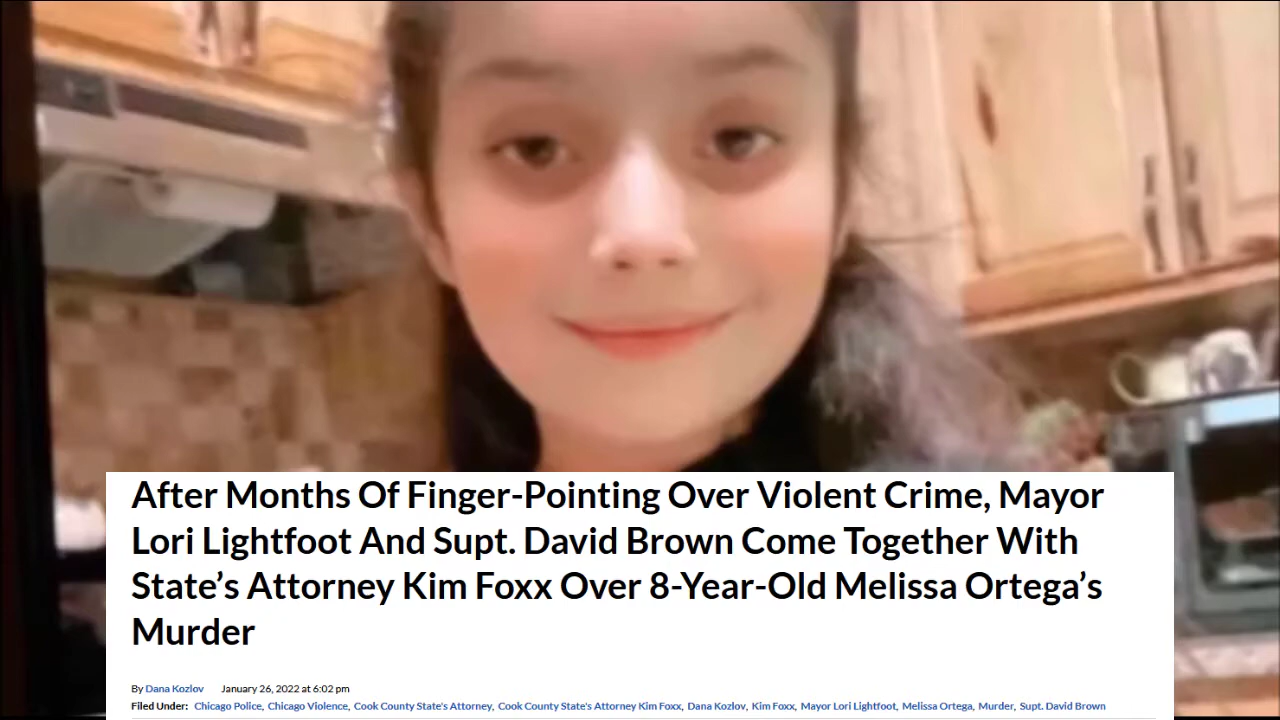 After Months Of Finger-Pointing Over Violent Crime, Mayor
Lori Lightfoot And Supt. David Brown Come Together With
State’s Attorney Kim Foxx Over 8-Year-Old Melissa Ortega’s
Murder
By Dana Kozlov January 26, 2022 at 6:02 pm
Filed Under: Chicago Police, Chicago Violence, Cook County State's Attorney, Cook County State's Attorney Kim Foxx, Dana Kozlov, Kim Foxx, Mayor Lori Lightfoot, Melissa Ortega, Murder, Supt. David Brown